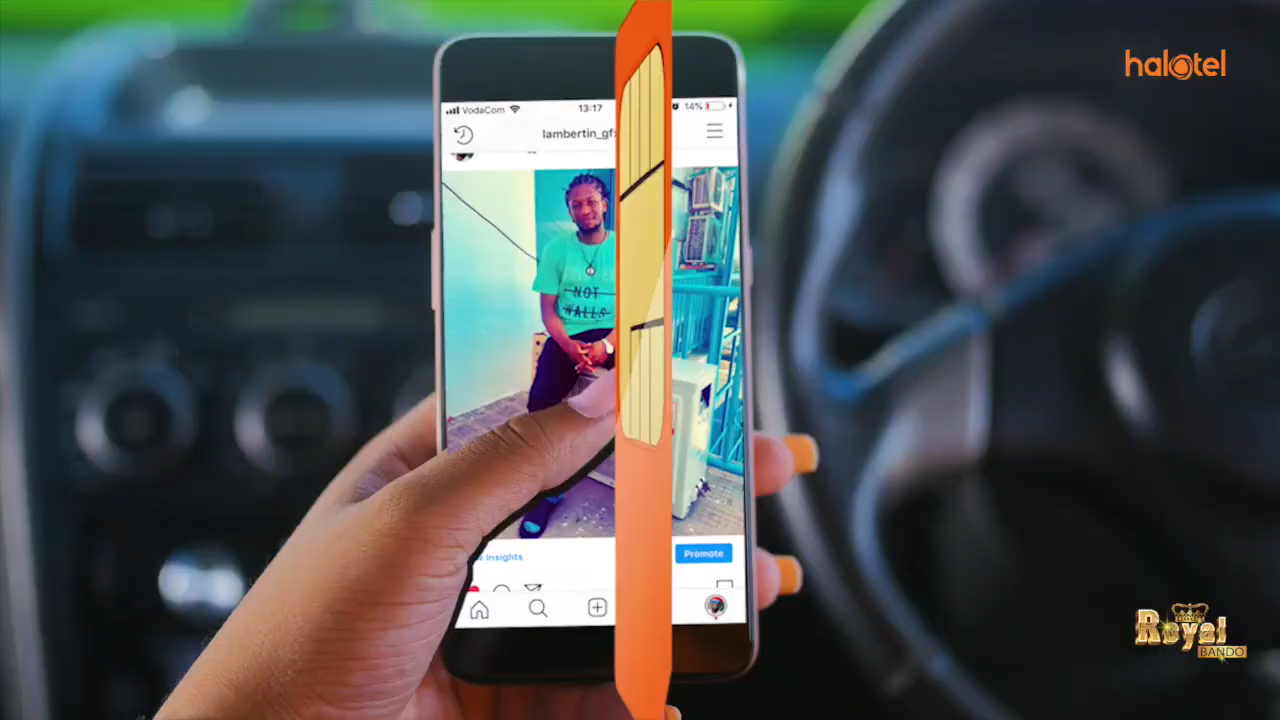 halotel
VodaCom
13:17
14%
lambertin_gf
NOT
WALLS
Insights
Promote
Royal
BANDO